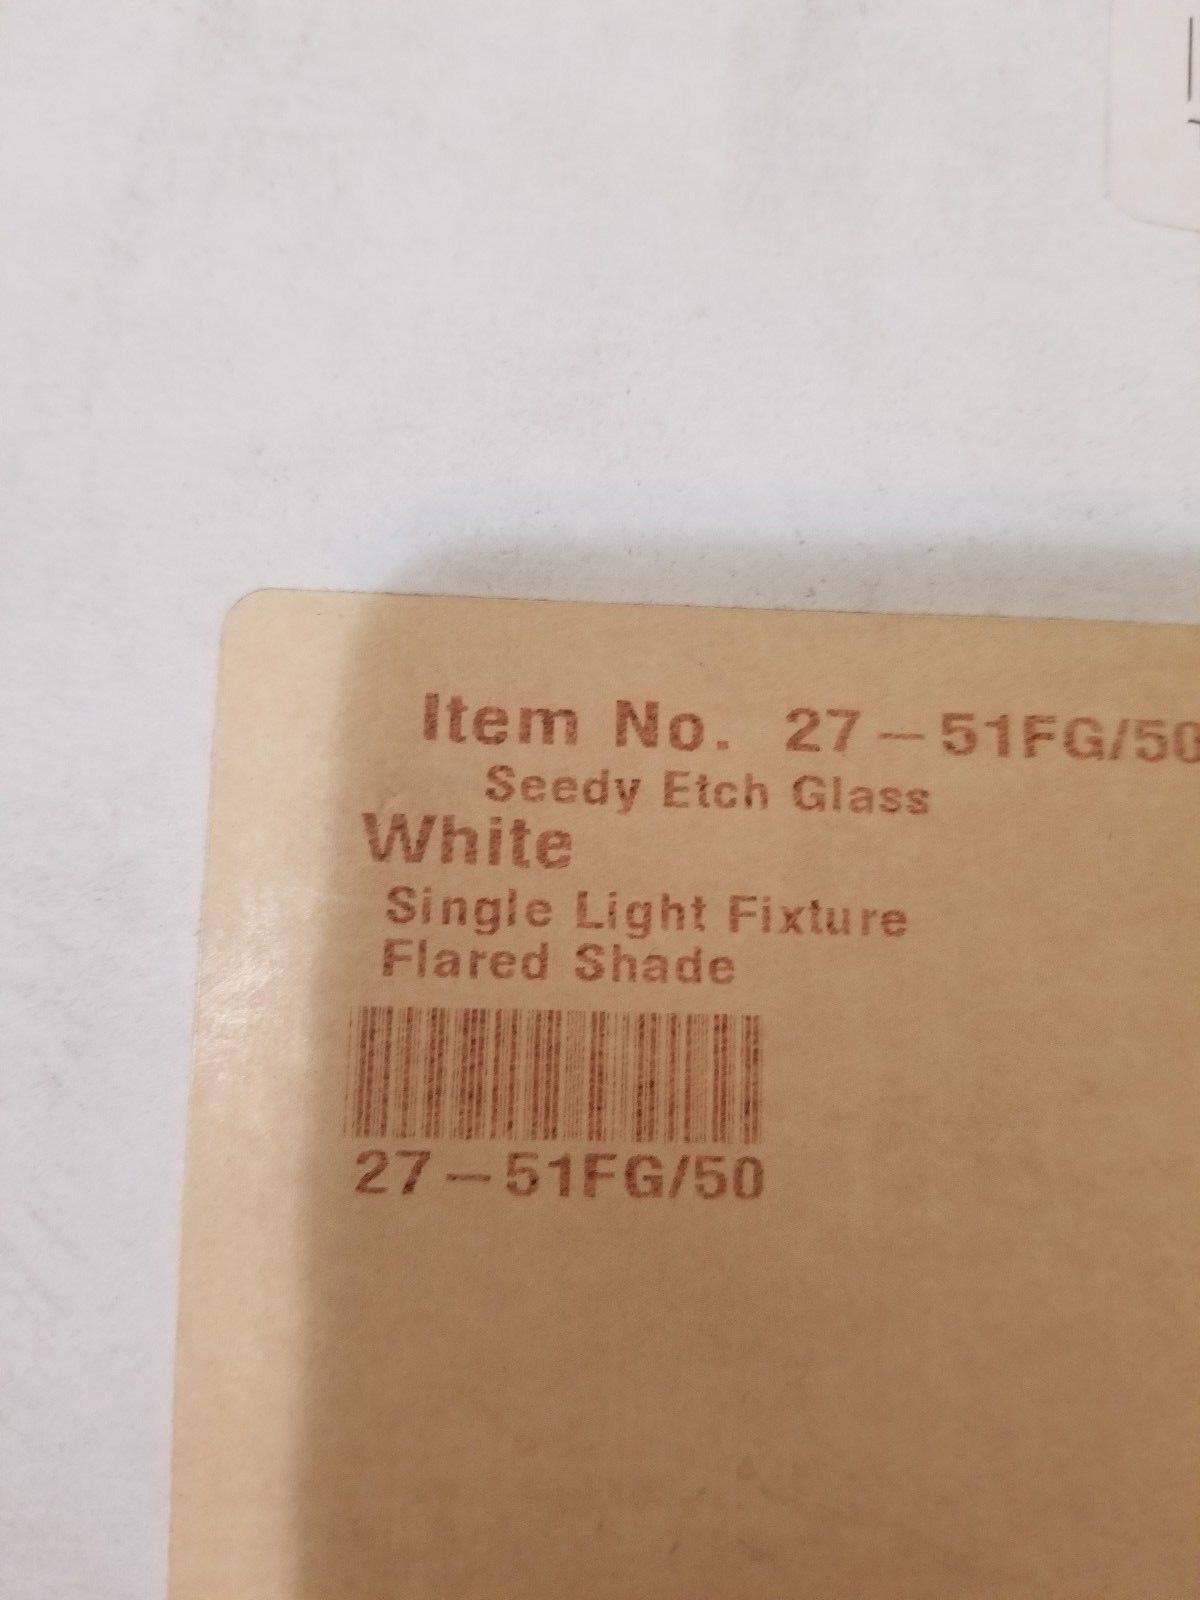 Item No. 27-51FG/50
Seedy Etch Glass
White
Single Light Fixture
Flared Shade
27-51FG/50